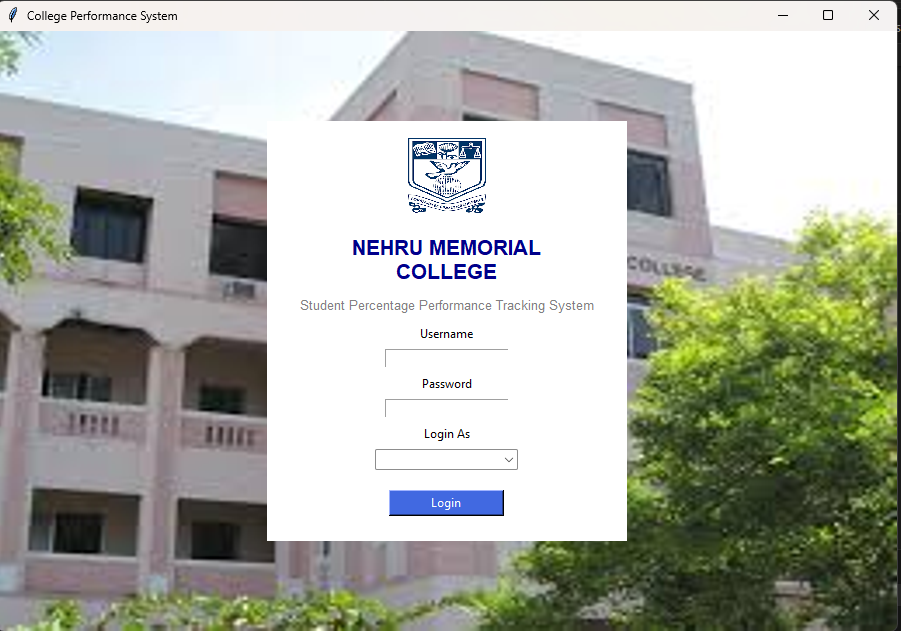 College Performance System
NEHRU MEMORIAL
COLLEGE
Student Percentage Performance Tracking System
COLLEGE
Username
Password
Login As
Login